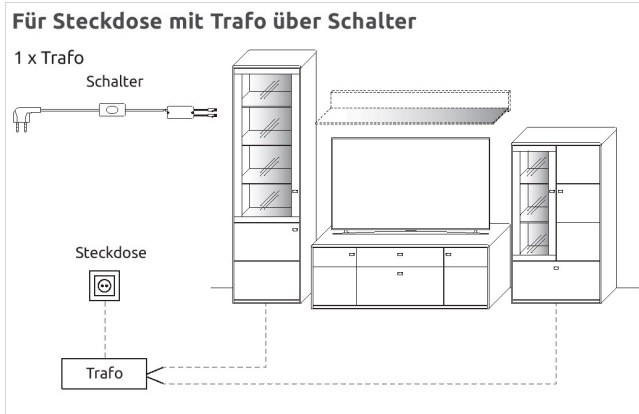 Für Steckdose mit Trafo über Schalter
1 x Trafo
Schalter
Steckdose
Trafo